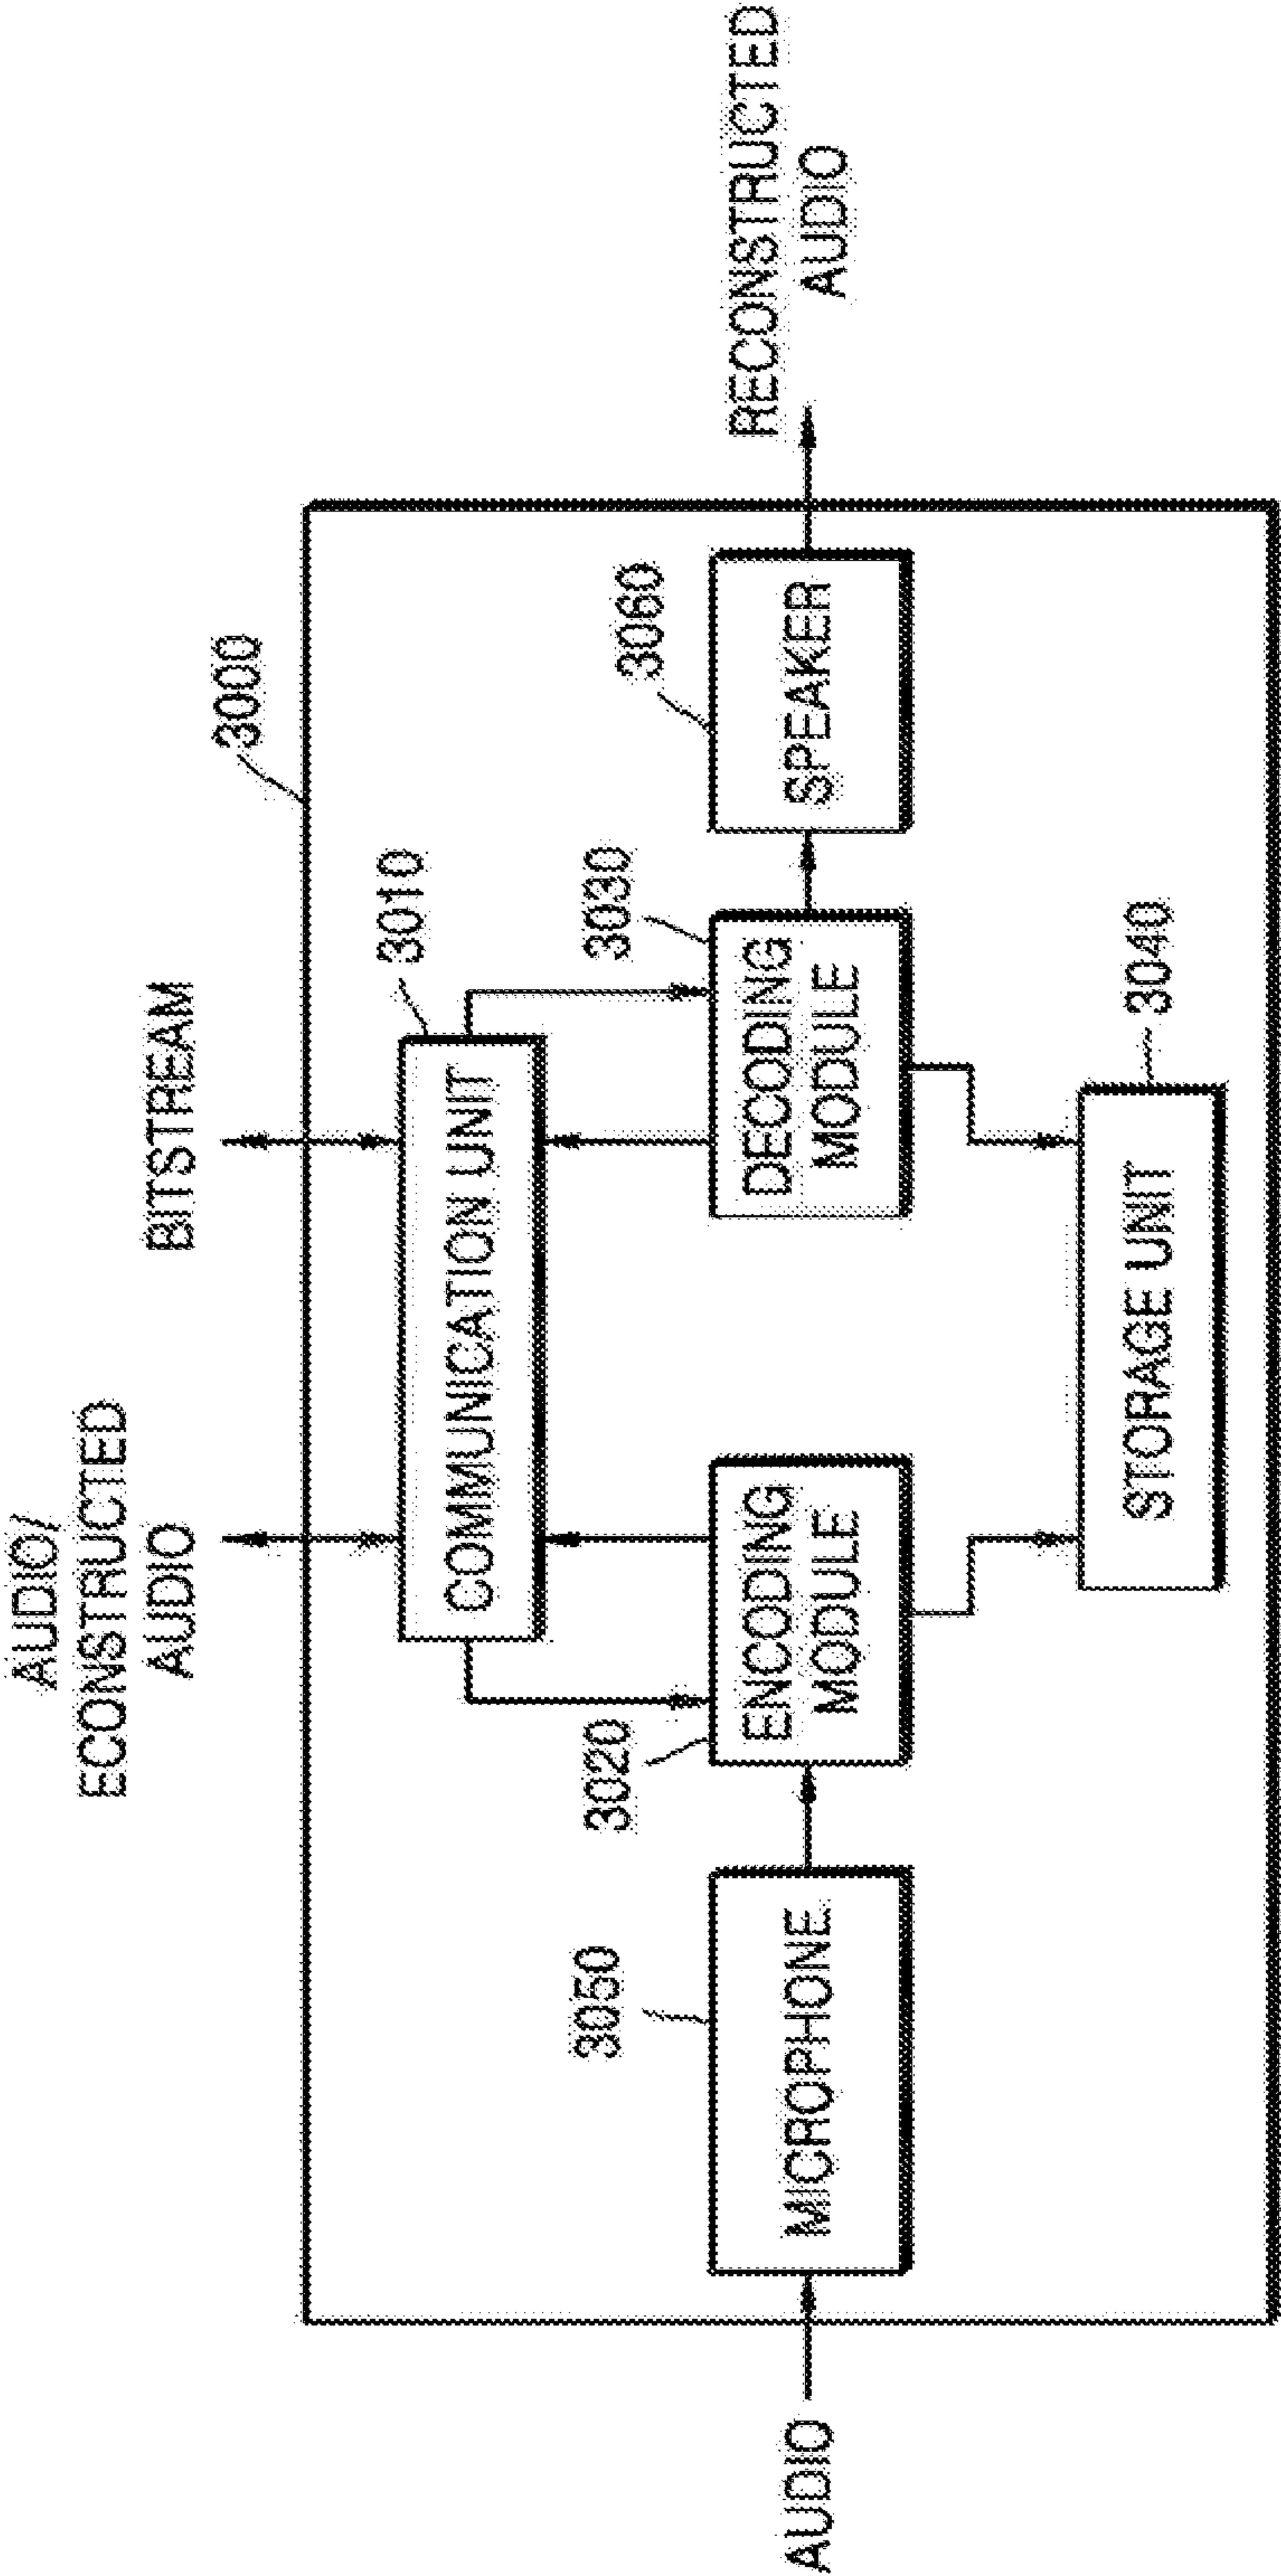 AUDIO/
ECONSTRUCTED
AUDIO
BITSTREAM
3000
3010
COMMUNICATION UNIT
3050
3020
3030
3060
AUDIO
MICROPHONE
ENCODING
MODULE
DECODING
MODULE
SPEAKER
RECONSTRUCTED
AUDIO
STORAGE UNIT
3040